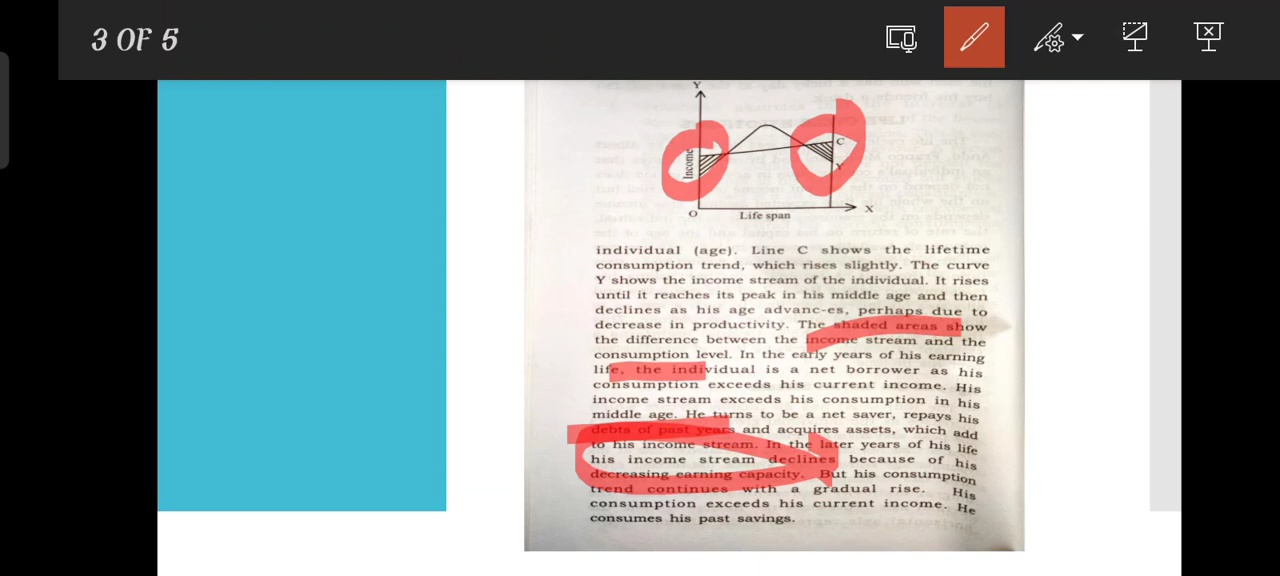 3 OF 5
Y
Income
C
Y
O
Life span
X
individual (age). Line C shows the lifetime
consumption trend, which rises slightly. The curve
Y shows the income stream of the individual. It rises
until it reaches its peak in his middle age and then
declines as his age advanc-es, perhaps due to
decrease in productivity. The shaded areas show
the difference between the income stream and the
consumption level. In the early years of his earning
life, the individual is a net borrower as his
consumption exceeds his current income. His
income stream exceeds his consumption in his
middle age. He turns to be a net saver, repays his
debts of past years and acquires assets, which add
to his income stream. In the later years of his life
his income stream declines because of his
decreasing earning capacity. But his consumption
trend continues with a gradual rise. His
consumption exceeds his current income. He
consumes his past savings.